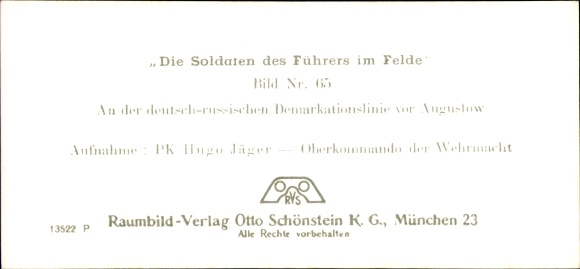 „Die Soldaten des Führers im Felde“
Bild Nr. 65
An der deutsch-russischen Demarkationslinie vor Augustow
Aufnahme : PK Hugo Jäger — Oberkommando der Wehrmacht
RVS
13522 P
Raumbild-Verlag Otto Schönstein K. G., München 23
Alle Rechte vorbehalten